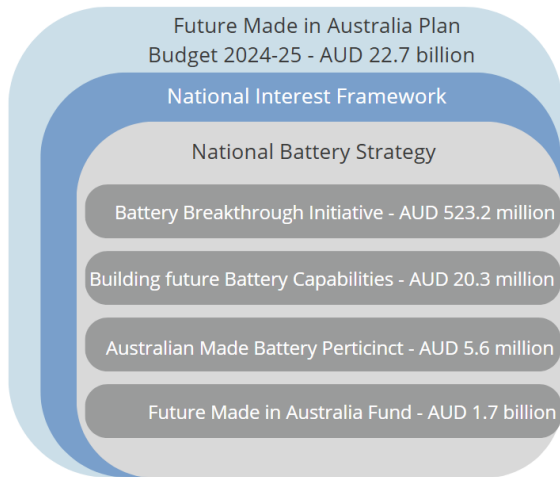 Future Made in Australia Plan
Budget 2024-25 - AUD 22.7 billion
National Interest Framework
National Battery Strategy
Battery Breakthrough Initiative - AUD 523.2 million
Building future Battery Capabilities - AUD 20.3 million
Australian Made Battery Perticinct - AUD 5.6 million
Future Made in Australia Fund - AUD 1.7 billion